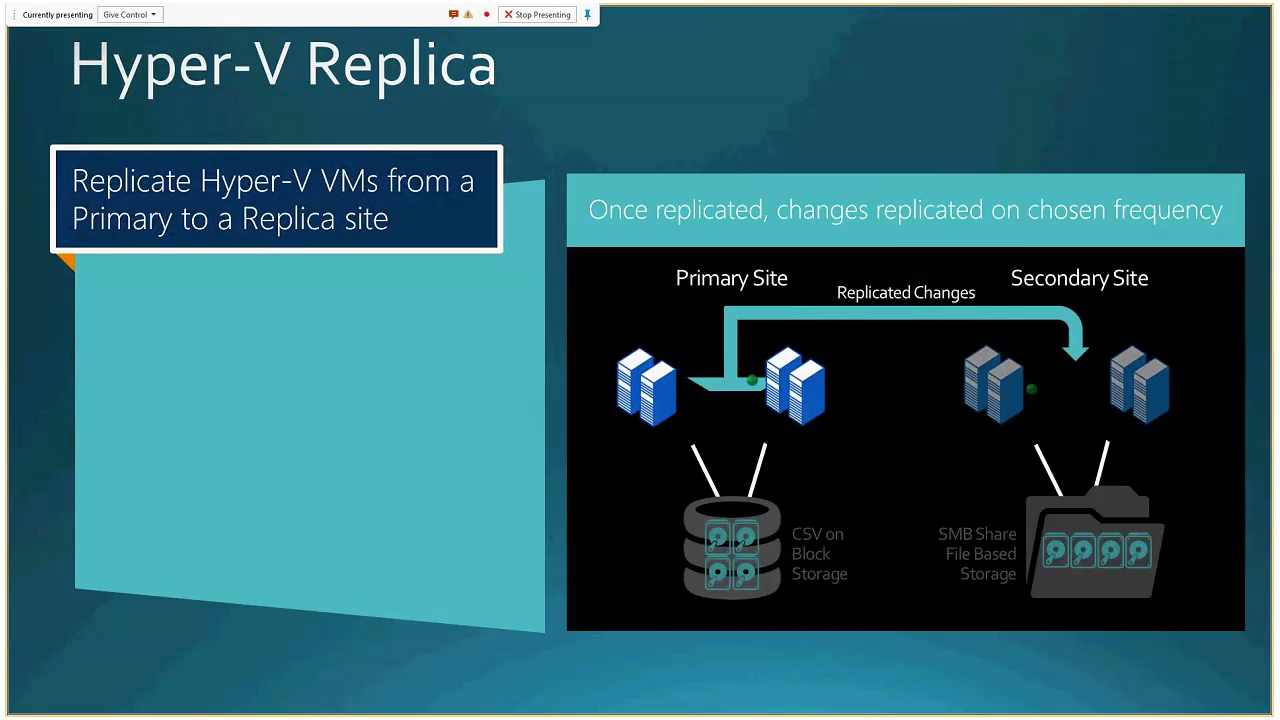 Currently presenting
Give Control
Stop Presenting
Hyper-V Replica
Replicate Hyper-V VMs from a
Primary to a Replica site
Once replicated, changes replicated on chosen frequency
Primary Site
Secondary Site
Replicated Changes
CSV on
Block
Storage
SMB Share
File Based
Storage